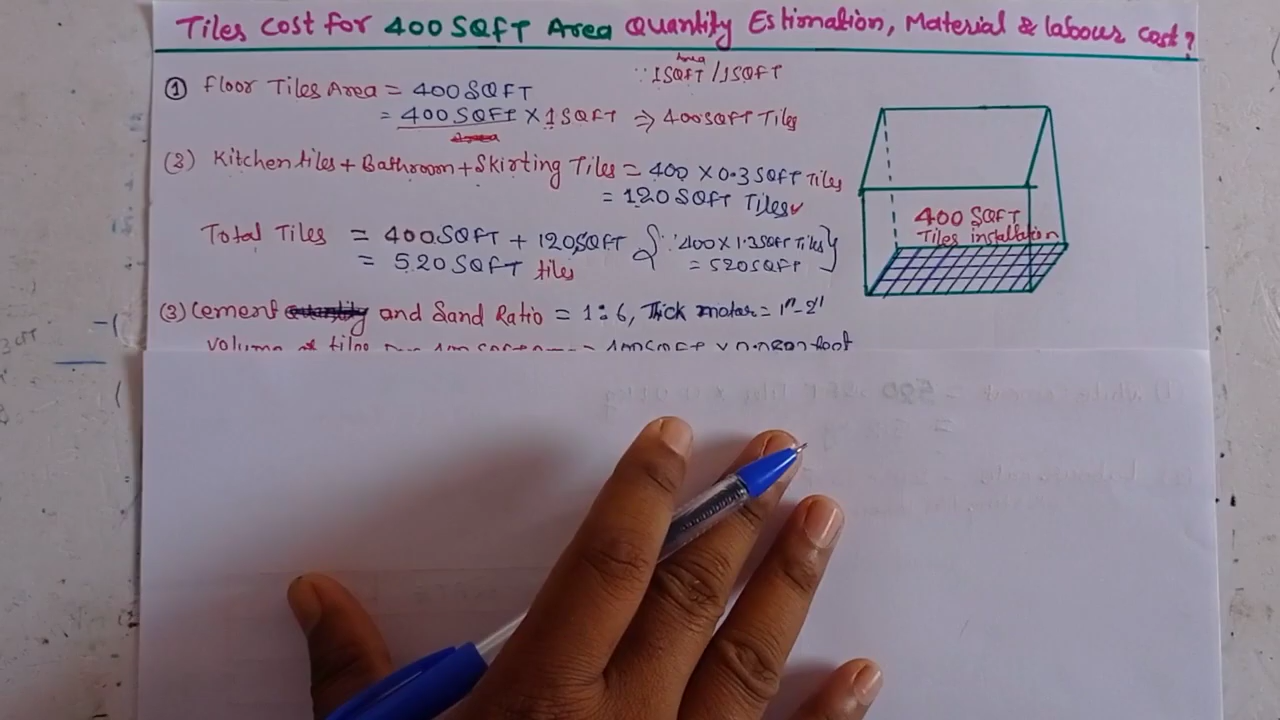 Tiles Cost for 400 SQFT Area Quantity Estimation, Material & labour cost?
∵ 1SQFT Area / 1SQFT
① Floor Tiles Area = 400 SQFT
= 400 SQFT × 1 SQFT ⇒ 400 SQFT Tiles
(2) Kitchen tiles + Bathroom + Skirting Tiles = 400 × 0.3 SQFT Tiles
= 120 SQFT Tiles ✓
Total Tiles = 400 SQFT + 120 SQFT { ∵ 400 × 1.3 SQFT Tiles
= 520 SQFT tiles = 520 SQFT }
(3) Cement and Sand Ratio = 1:6, Thick motar = 1"-2"
400 SQFT
Tiles installation